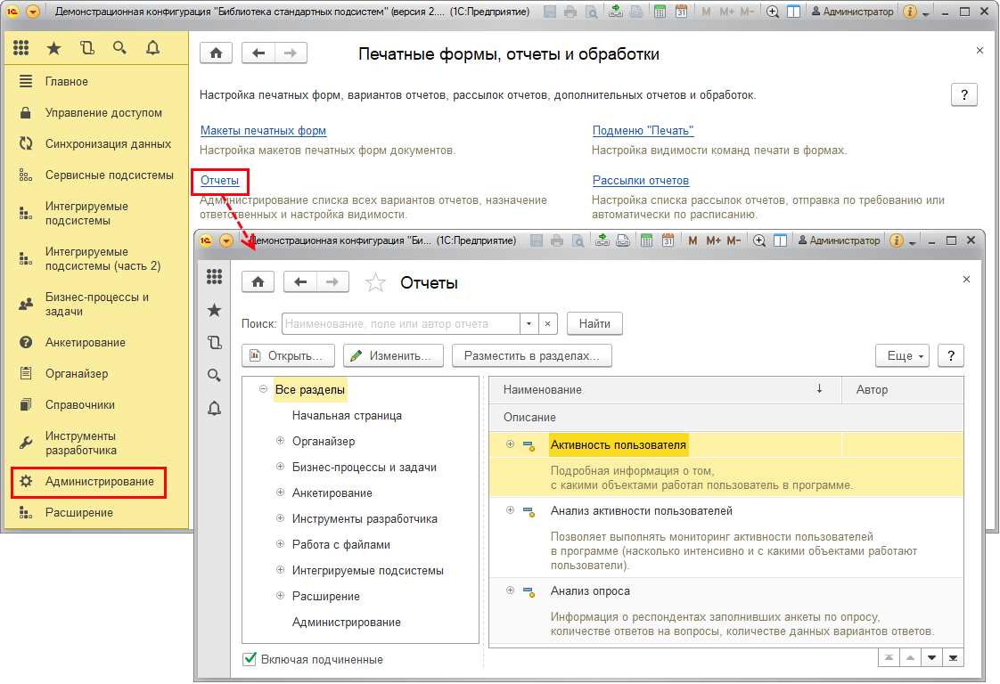 Демонстрационная конфигурация "Библиотека стандартных подсистем" (версия 2.... (1С:Предприятие)
M M+ M-
Администратор
Главное
Управление доступом
Синхронизация данных
Сервисные подсистемы
Интегрируемые
подсистемы
Интегрируемые
подсистемы (часть 2)
Бизнес-процессы и
задачи
Анкетирование
Органайзер
Справочники
Инструменты
разработчика
Администрирование
Расширение
Печатные формы, отчеты и обработки
Настройка печатных форм, вариантов отчетов, рассылок отчетов, дополнительных отчетов и обработок.
?
Макеты печатных форм
Настройка макетов печатных форм документов.
Подменю "Печать"
Настройка видимости команд печати в формах.
Отчеты
Администрирование списка всех вариантов отчетов, назначение
ответственных и настройка видимости.
Рассылки отчетов
Настройка списка рассылок отчетов, отправка по требованию или
автоматически по расписанию.
Демонстрационная конфигурация "Би... (1С:Предприятие)
M M+ M-
Администратор
Отчеты
Поиск:
Наименование, поле или автор отчета
Найти
Открыть...
Изменить...
Разместить в разделах...
Еще
?
Все разделы
Начальная страница
Органайзер
Бизнес-процессы и задачи
Анкетирование
Инструменты разработчика
Работа с файлами
Интегрируемые подсистемы
Расширение
Администрирование
Включая подчиненные
Наименование
Автор
Описание
Активность пользователя
Подробная информация о том,
с какими объектами работал пользователь в программе.
Анализ активности пользователей
Позволяет выполнять мониторинг активности пользователей
в программе (насколько интенсивно и с какими объектами работают
пользователи).
Анализ опроса
Информация о респондентах заполнивших анкеты по опросу,
количестве ответов на вопросы, количестве данных вариантов ответов.